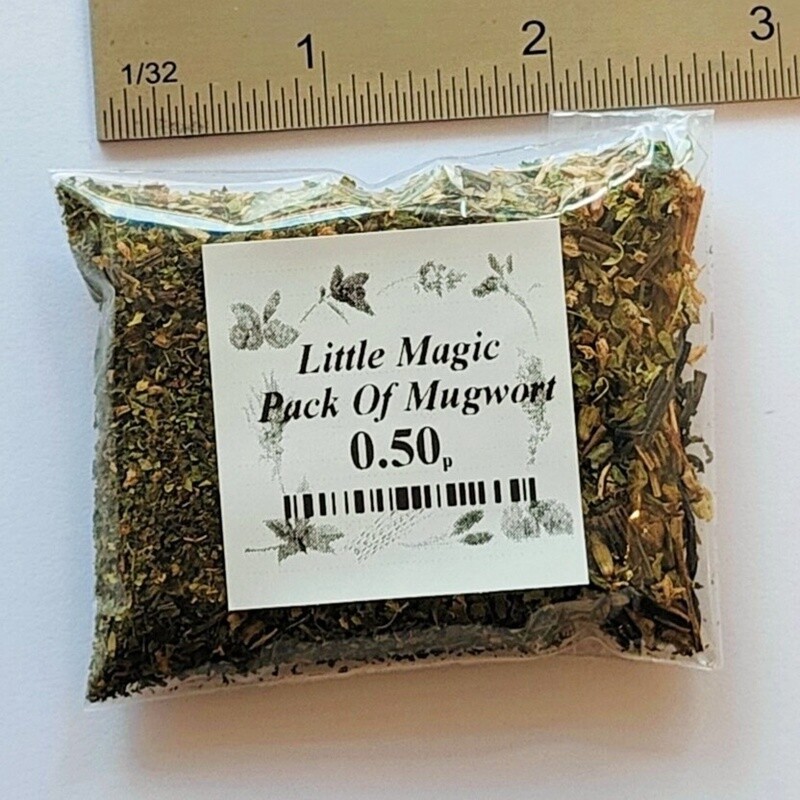 1/32 1 2 3
Little Magic
Pack Of Mugwort
0.50p